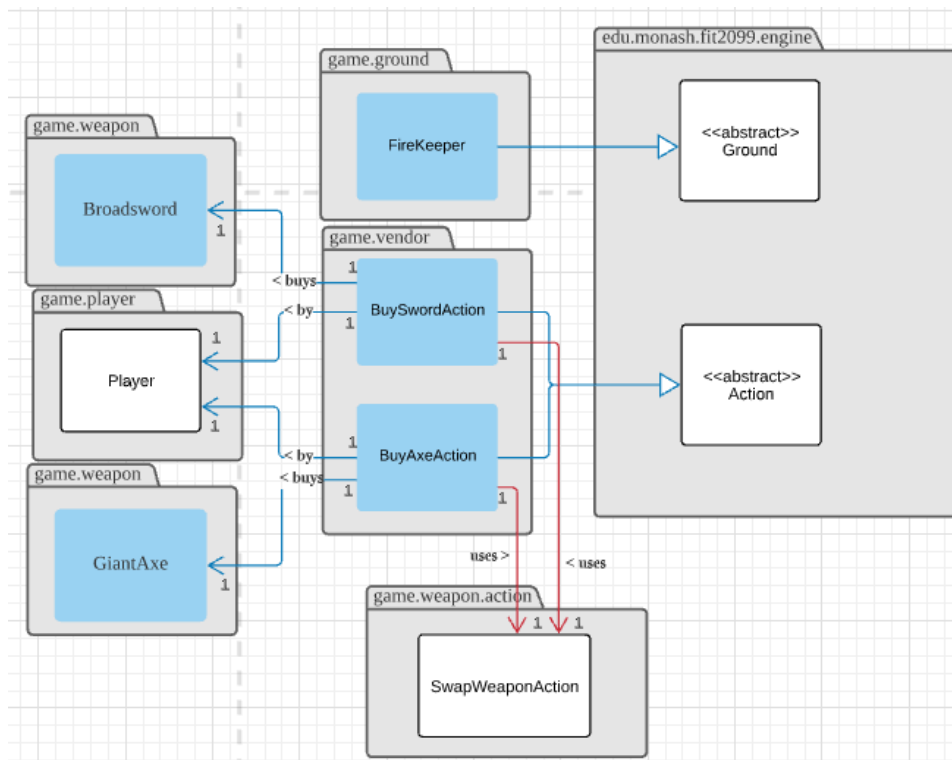 edu.monash.fit2099.engine
game.ground
<<abstract>>
Ground
FireKeeper
game.weapon
Broadsword
1
game.vendor
1
< buys
BuySwordAction
< by
1
1
game.player
1
Player
1
<<abstract>>
Action
1
< by
BuyAxeAction
< buys
1
1
game.weapon
GiantAxe
1
uses >
< uses
game.weapon.action
1
1
SwapWeaponAction